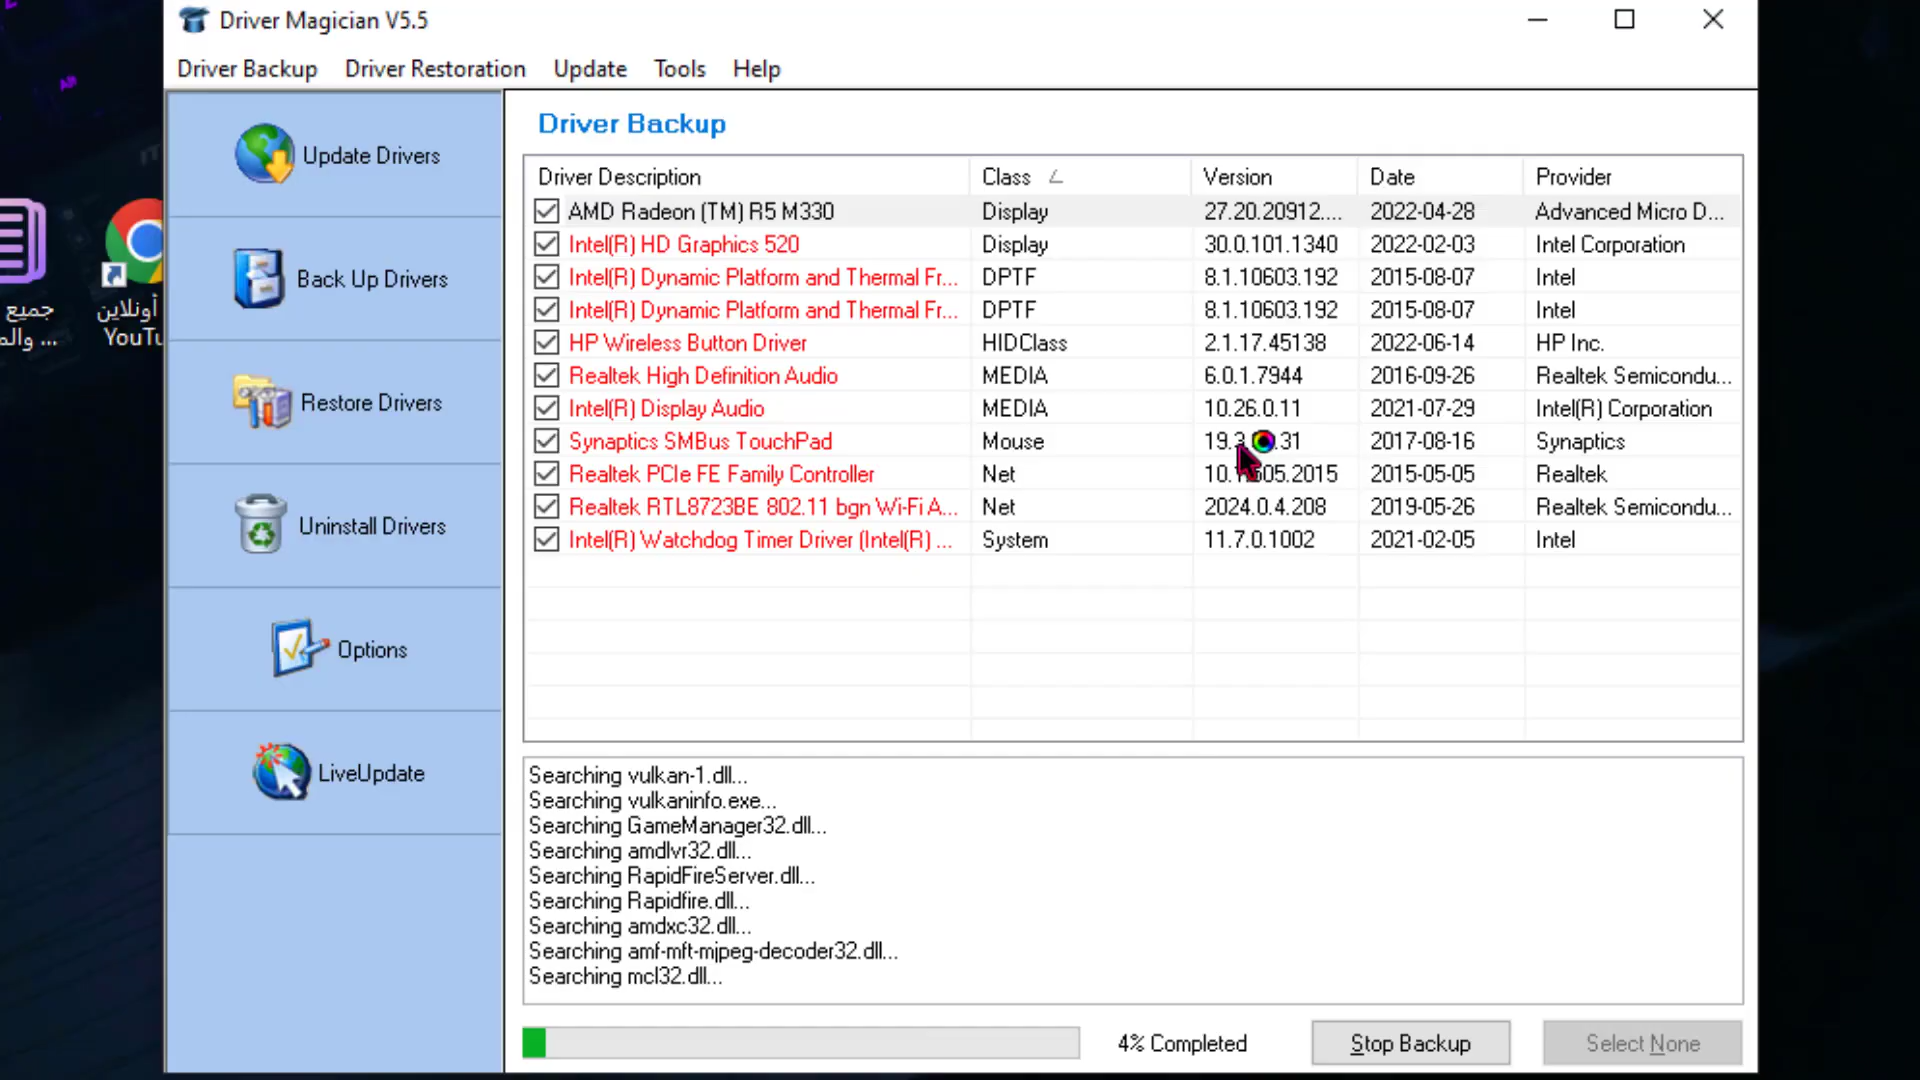 Driver Magician V5.5
Driver Backup Driver Restoration Update Tools Help
Update Drivers
Back Up Drivers
Restore Drivers
Uninstall Drivers
Options
LiveUpdate
جميع
... والم
أونلاين
YouTu
Driver Backup
Driver Description Class Version Date Provider
AMD Radeon (TM) R5 M330 Display 27.20.20912.... 2022-04-28 Advanced Micro D...
Intel(R) HD Graphics 520 Display 30.0.101.1340 2022-02-03 Intel Corporation
Intel(R) Dynamic Platform and Thermal Fr... DPTF 8.1.10603.192 2015-08-07 Intel
Intel(R) Dynamic Platform and Thermal Fr... DPTF 8.1.10603.192 2015-08-07 Intel
HP Wireless Button Driver HIDClass 2.1.17.45138 2022-06-14 HP Inc.
Realtek High Definition Audio MEDIA 6.0.1.7944 2016-09-26 Realtek Semicondu...
Intel(R) Display Audio MEDIA 10.26.0.11 2021-07-29 Intel(R) Corporation
Synaptics SMBus TouchPad Mouse 2017-08-16 Synaptics
Realtek PCIe FE Family Controller Net 2015-05-05 Realtek
Realtek RTL8723BE 802.11 bgn Wi-Fi A... Net 2024.0.4.208 2019-05-26 Realtek Semicondu...
Intel(R) Watchdog Timer Driver (Intel(R) ... System 11.7.0.1002 2021-02-05 Intel
Searching vulkan-1.dll...
Searching vulkaninfo.exe...
Searching GameManager32.dll...
Searching amdlvr32.dll...
Searching RapidFireServer.dll...
Searching Rapidfire.dll...
Searching amdxc32.dll...
Searching amf-mft-mjpeg-decoder32.dll...
Searching mcl32.dll...
4% Completed Stop Backup Select None